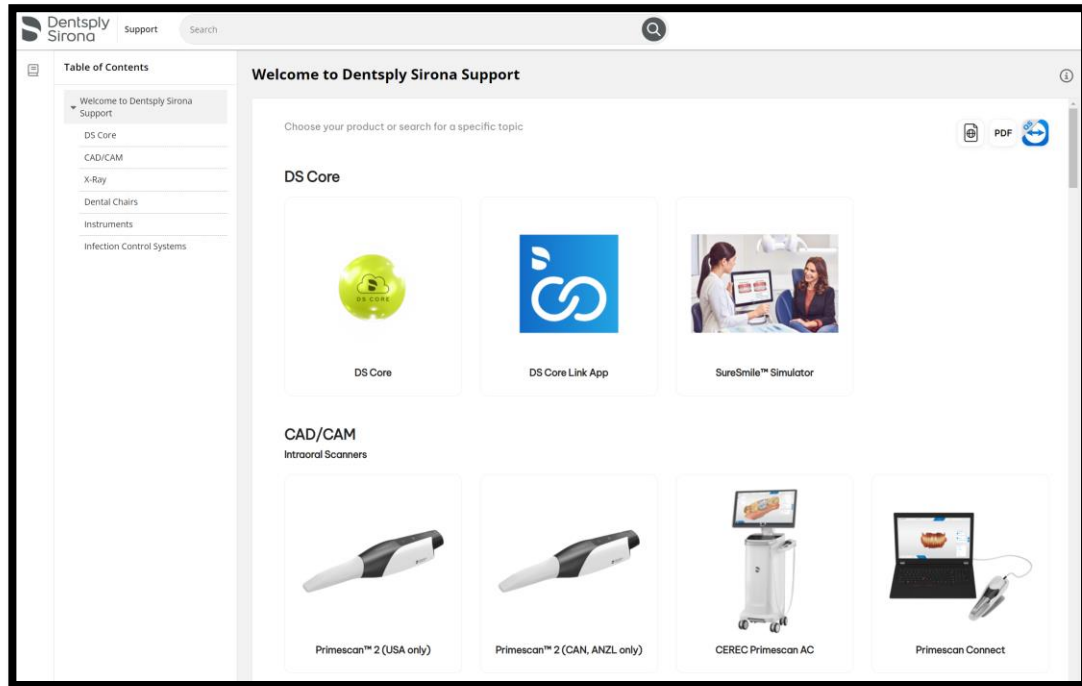 Dentsply
Sirona
Support
Search
Table of Contents
Welcome to Dentsply Sirona
Support
DS Core
CAD/CAM
X-Ray
Dental Chairs
Instruments
Infection Control Systems
Welcome to Dentsply Sirona Support
Choose your product or search for a specific topic
PDF
DS
DS Core
DS CORE
DS Core
DS Core Link App
SureSmile™ Simulator
CAD/CAM
Intraoral Scanners
Primescan™ 2 (USA only)
Primescan™ 2 (CAN, ANZL only)
CEREC Primescan AC
Primescan Connect